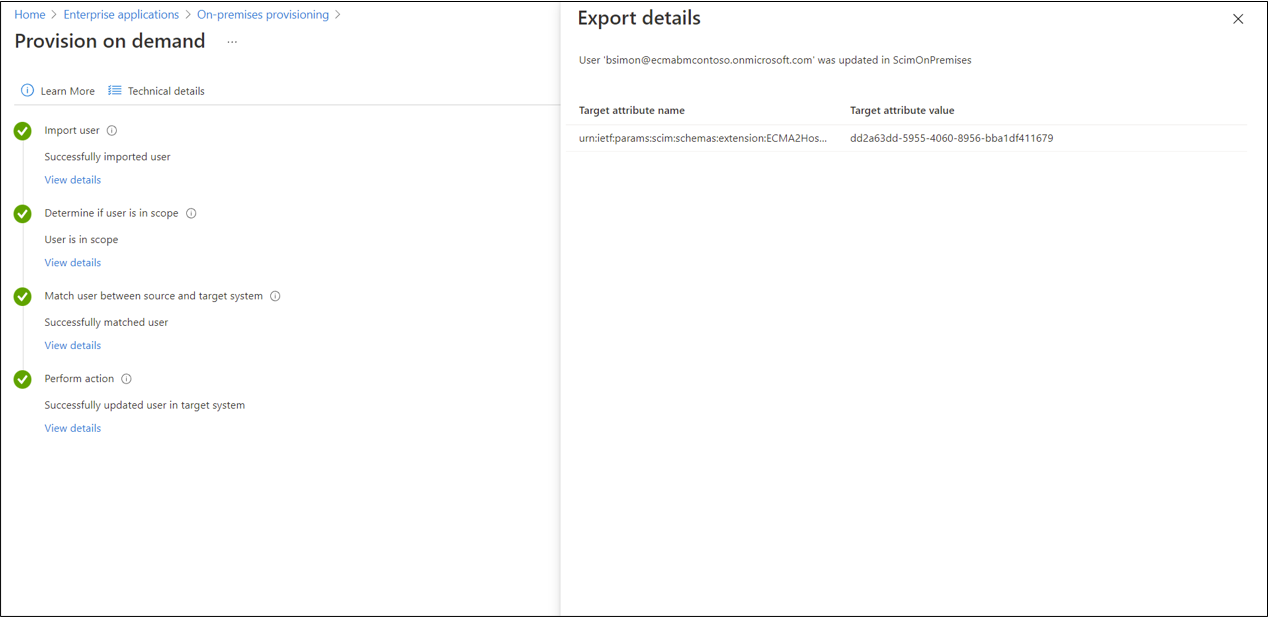 Home > Enterprise applications > On-premises provisioning >
Provision on demand ...
Learn More Technical details
Import user
Successfully imported user
View details
Determine if user is in scope
User is in scope
View details
Match user between source and target system
Successfully matched user
View details
Perform action
Successfully updated user in target system
View details
Export details
User 'bsimon@ecmabmcontoso.onmicrosoft.com' was updated in ScimOnPremises
Target attribute name Target attribute value
urn:ietf:params:scim:schemas:extension:ECMA2Hos... dd2a63dd-5955-4060-8956-bba1df411679